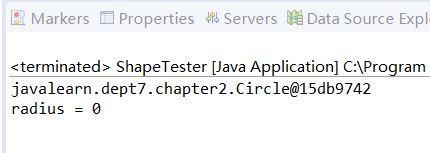 Markers Properties Servers Data Source Explo
<terminated> ShapeTester [Java Application] C:\Program
javalearn.dept7.chapter2.Circle@15db9742
radius = 0